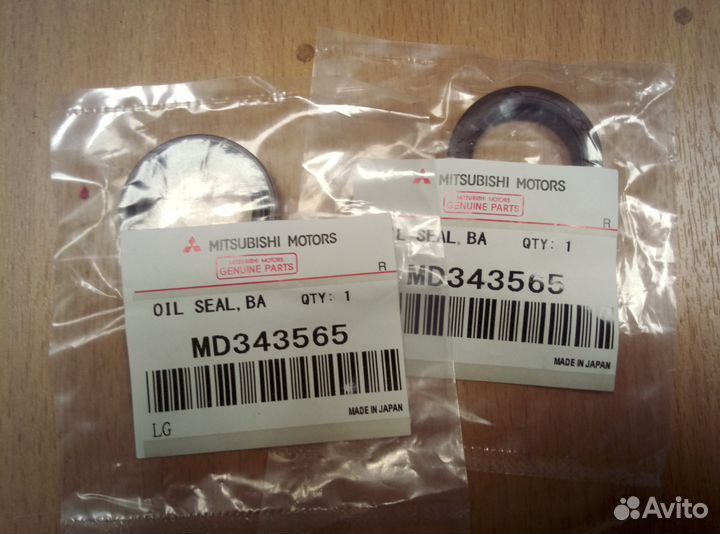 MITSUBISHI MOTORS
MITSUBISHI MOTORS
GENUINE PARTS
R
OIL SEAL, BA QTY: 1
MD343565
MADE IN JAPAN
LG
MITSUBISHI MOTORS
MITSUBISHI MOTORS
GENUINE PARTS
R
L SEAL, BA QTY: 1
MD343565
MADE IN JAPAN
Avito